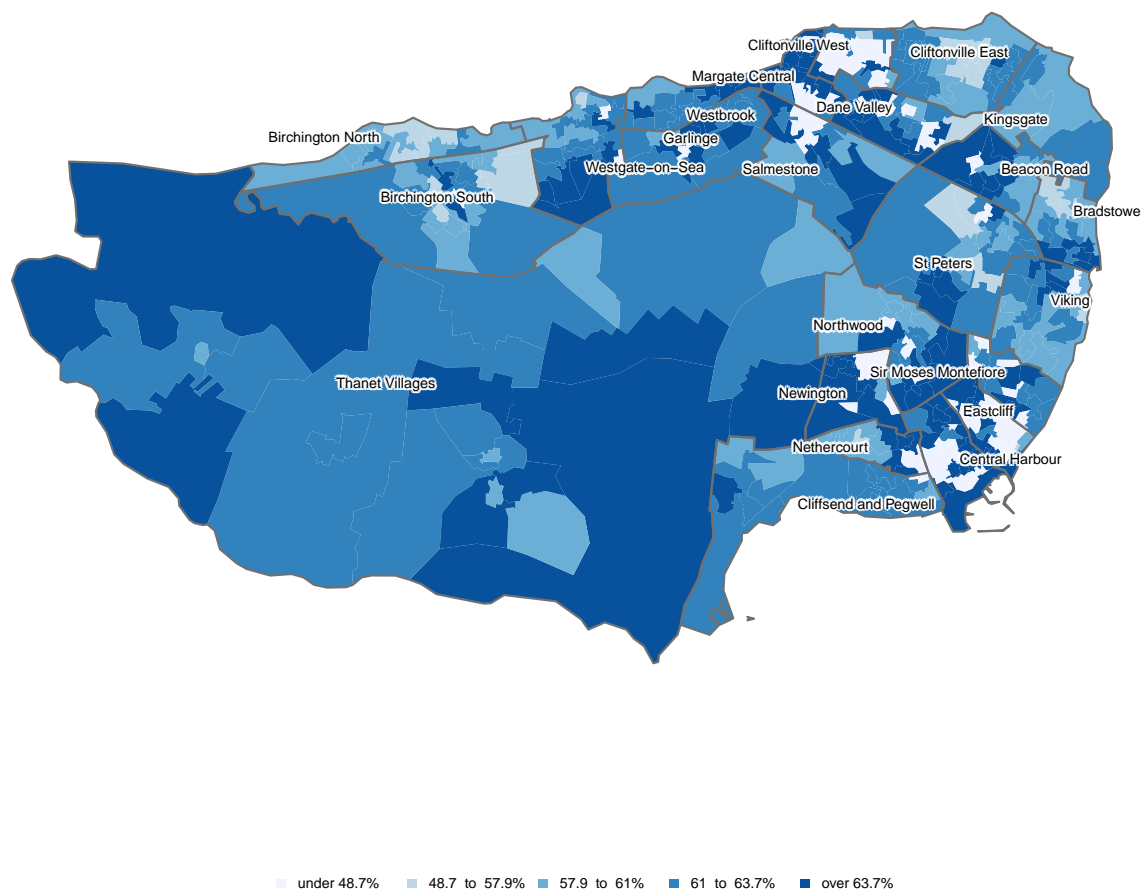 Cliftonville West
Cliftonville East
Margate Central
Dane Valley
Westbrook
Kingsgate
Birchington North
Garlinge
Westgate−on−Sea
Salmestone
Beacon Road
Birchington South
Bradstowe
St Peters
Viking
Northwood
Sir Moses Montefiore
Thanet Villages
Newington
Eastcliff
Nethercourt
Central Harbour
Cliffsend and Pegwell
under 48.7% 48.7 to 57.9% 57.9 to 61% 61 to 63.7% over 63.7%